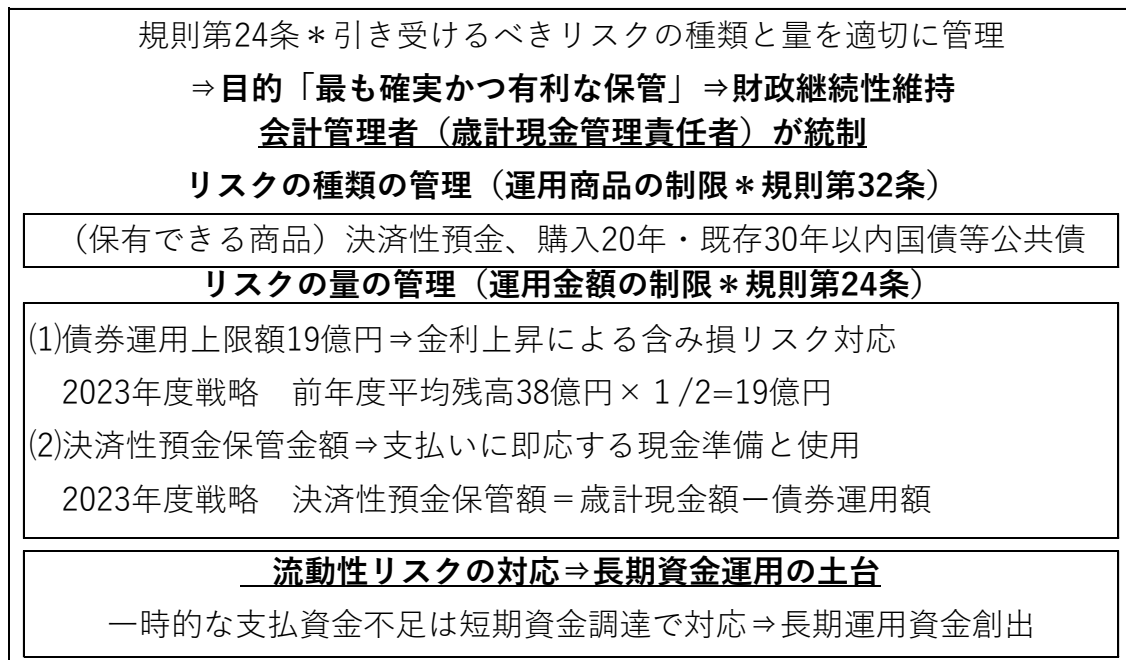 規則第24条＊引き受けるべきリスクの種類と量を適切に管理
⇒目的「最も確実かつ有利な保管」⇒財政継続性維持
会計管理者（歳計現金管理責任者）が統制
リスクの種類の管理（運用商品の制限＊規則第32条）
（保有できる商品）決済性預金、購入20年・既存30年以内国債等公共債
リスクの量の管理（運用金額の制限＊規則第24条）
⑴債券運用上限額19億円⇒金利上昇による含み損リスク対応
2023年度戦略　前年度平均残高38億円×１/2=19億円
⑵決済性預金保管金額⇒支払いに即応する現金準備と使用
2023年度戦略　決済性預金保管額＝歳計現金額ー債券運用額
流動性リスクの対応⇒長期資金運用の土台
一時的な支払資金不足は短期資金調達で対応⇒長期運用資金創出